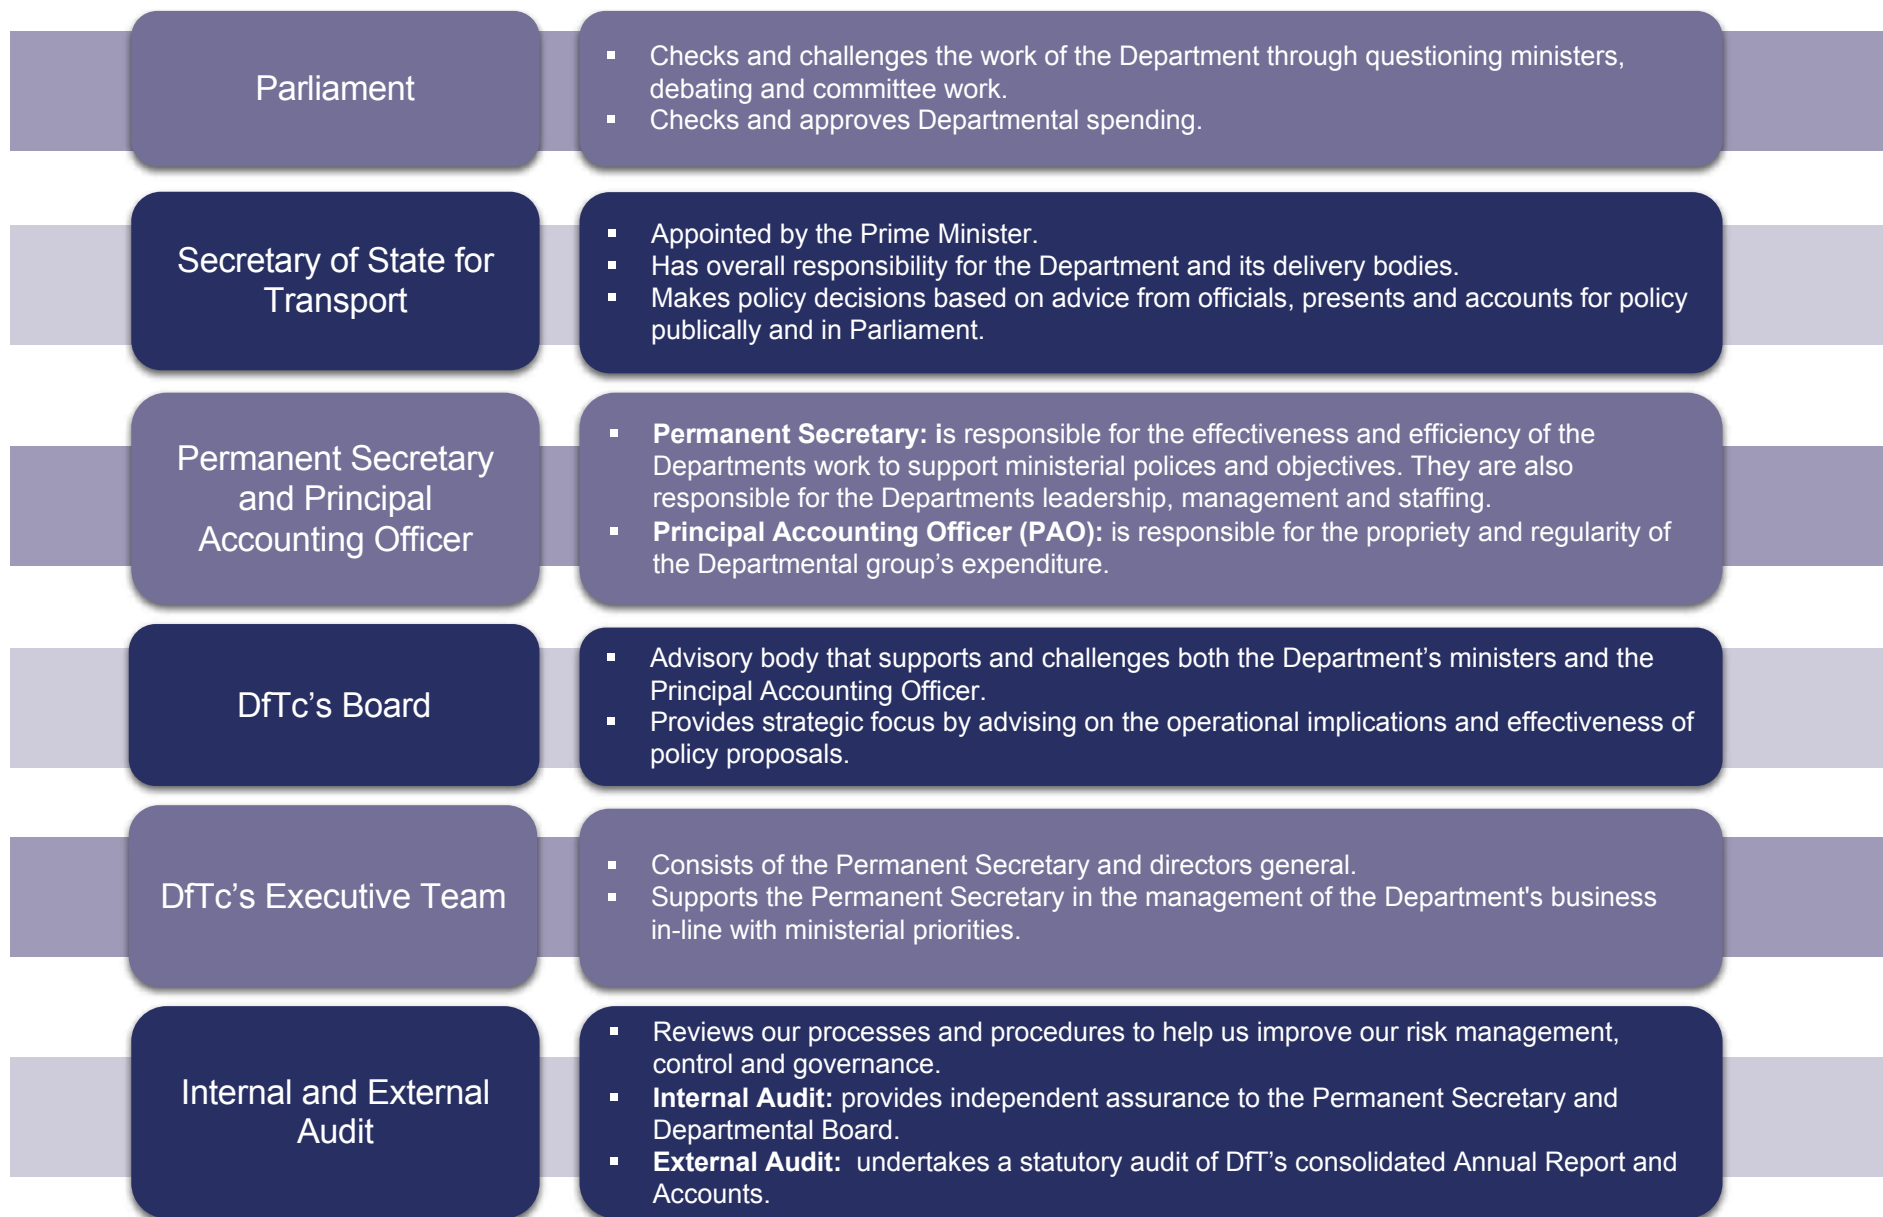 Parliament
▪ Checks and challenges the work of the Department through questioning ministers,
debating and committee work.
▪ Checks and approves Departmental spending.
Secretary of State for
Transport
▪ Appointed by the Prime Minister.
▪ Has overall responsibility for the Department and its delivery bodies.
▪ Makes policy decisions based on advice from officials, presents and accounts for policy
publically and in Parliament.
Permanent Secretary
and Principal
Accounting Officer
▪ Permanent Secretary: is responsible for the effectiveness and efficiency of the
Departments work to support ministerial polices and objectives. They are also
responsible for the Departments leadership, management and staffing.
▪ Principal Accounting Officer (PAO): is responsible for the propriety and regularity of
the Departmental group’s expenditure.
DfTc’s Board
▪ Advisory body that supports and challenges both the Department’s ministers and the
Principal Accounting Officer.
▪ Provides strategic focus by advising on the operational implications and effectiveness of
policy proposals.
DfTc’s Executive Team
▪ Consists of the Permanent Secretary and directors general.
▪ Supports the Permanent Secretary in the management of the Department's business
in-line with ministerial priorities.
Internal and External
Audit
▪ Reviews our processes and procedures to help us improve our risk management,
control and governance.
▪ Internal Audit: provides independent assurance to the Permanent Secretary and
Departmental Board.
▪ External Audit: undertakes a statutory audit of DfT’s consolidated Annual Report and
Accounts.